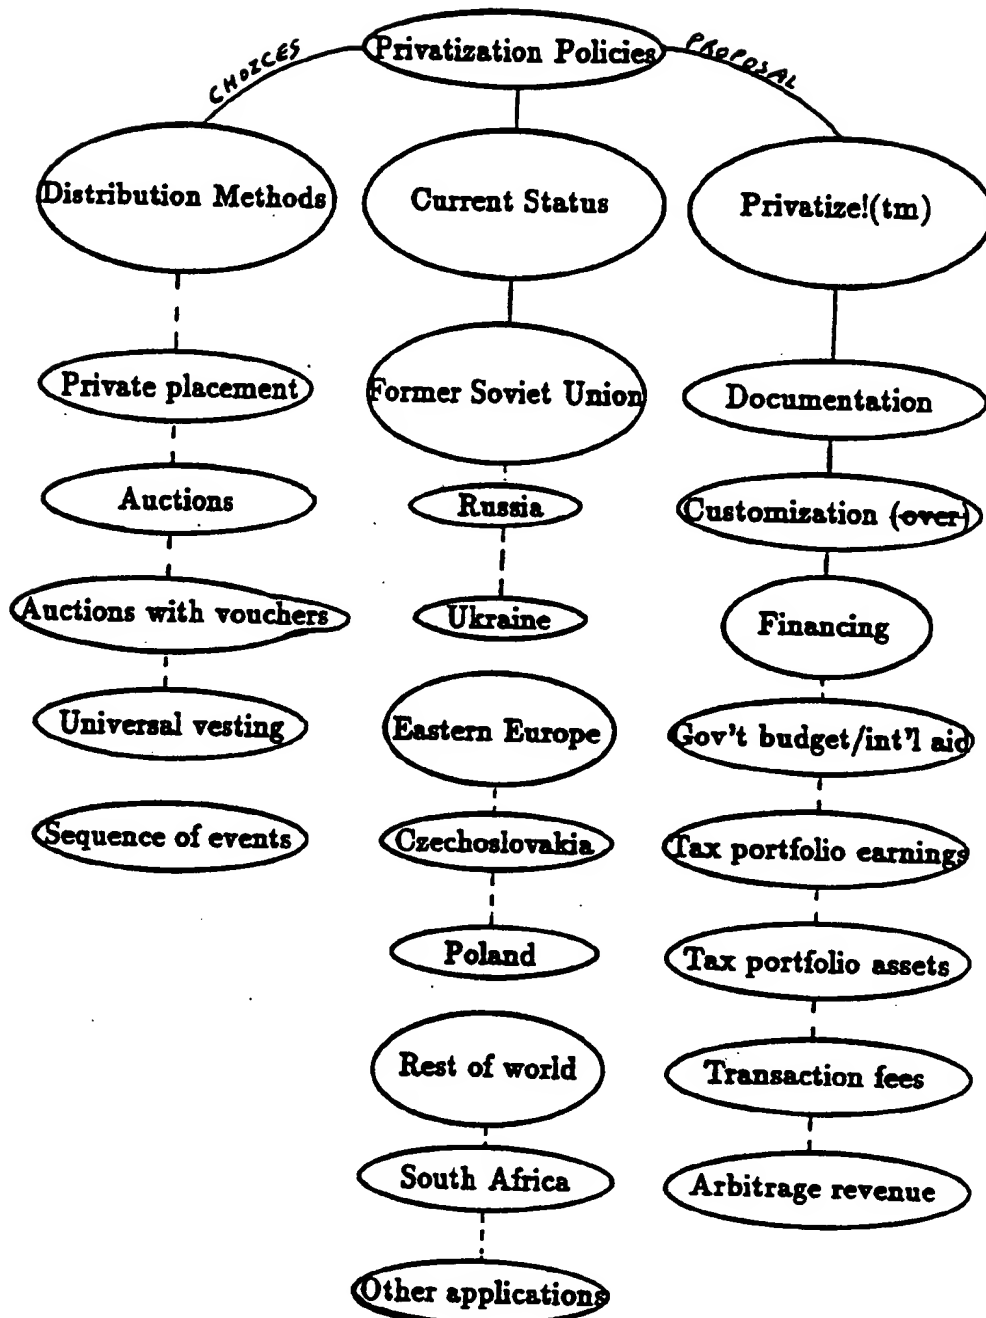 Privatization Policies
CHOICES
PROPOSAL
Distribution Methods
Private placement
Auctions
Auctions with vouchers
Universal vesting
Sequence of events
Current Status
Former Soviet Union
Russia
Ukraine
Eastern Europe
Czechoslovakia
Poland
Rest of world
South Africa
Other applications
Privatize!(tm)
Documentation
Customization (over)
Financing
Gov't budget/int'l aid
Tax portfolio earnings
Tax portfolio assets
Transaction fees
Arbitrage revenue